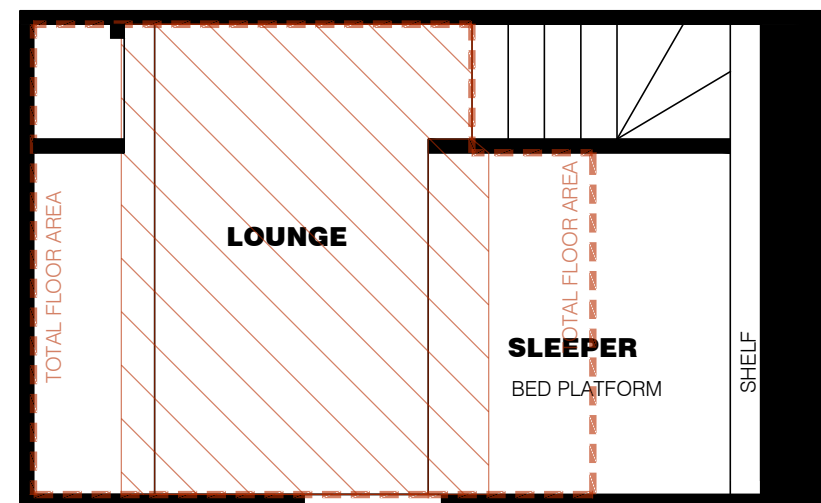 TOTAL FLOOR AREA
LOUNGE
TOTAL FLOOR AREA
SLEEPER
BED PLATFORM
SHELF